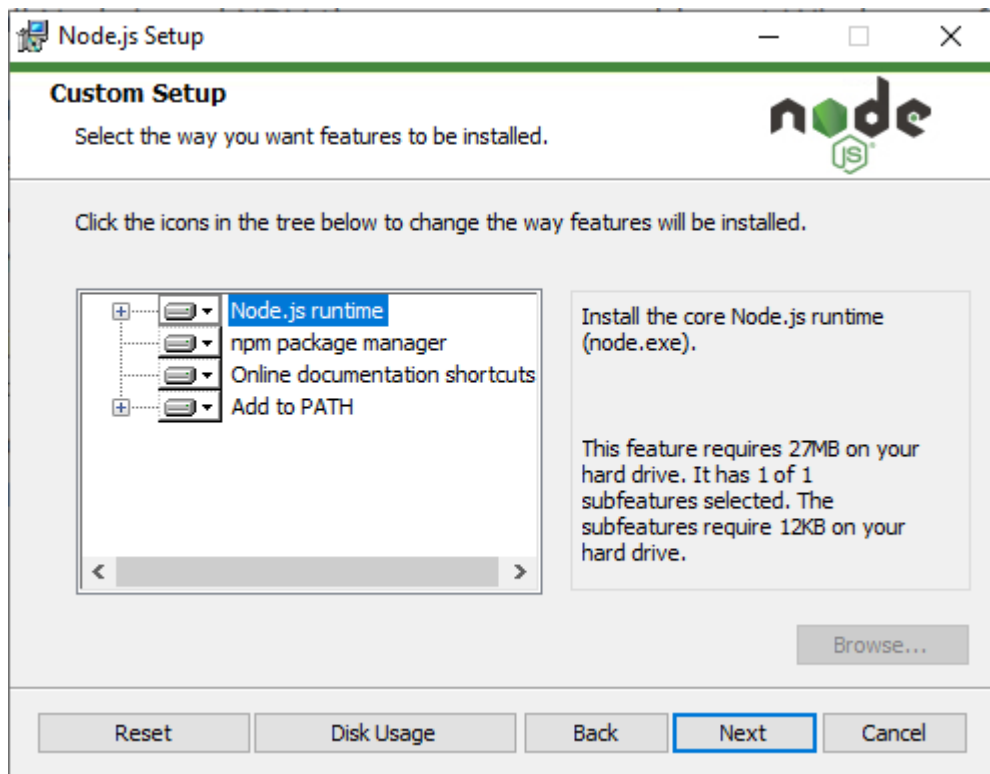 Node.js Setup
Custom Setup
Select the way you want features to be installed.
node
JS
Click the icons in the tree below to change the way features will be installed.
Node.js runtime
npm package manager
Online documentation shortcuts
Add to PATH
Install the core Node.js runtime
(node.exe).
This feature requires 27MB on your
hard drive. It has 1 of 1
subfeatures selected. The
subfeatures require 12KB on your
hard drive.
Browse...
Reset
Disk Usage
Back
Next
Cancel